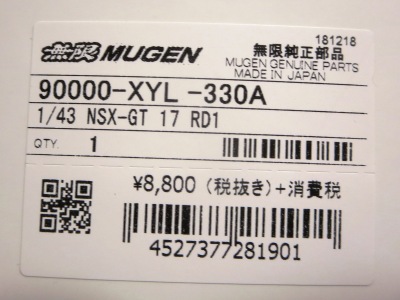 181218
無限 MUGEN
無限純正部品
MUGEN GENUINE PARTS
MADE IN JAPAN
90000-XYL -330A
1/43 NSX-GT 17 RD1
QTY. 1
¥8,800 (税抜き)+消費税
4527377281901